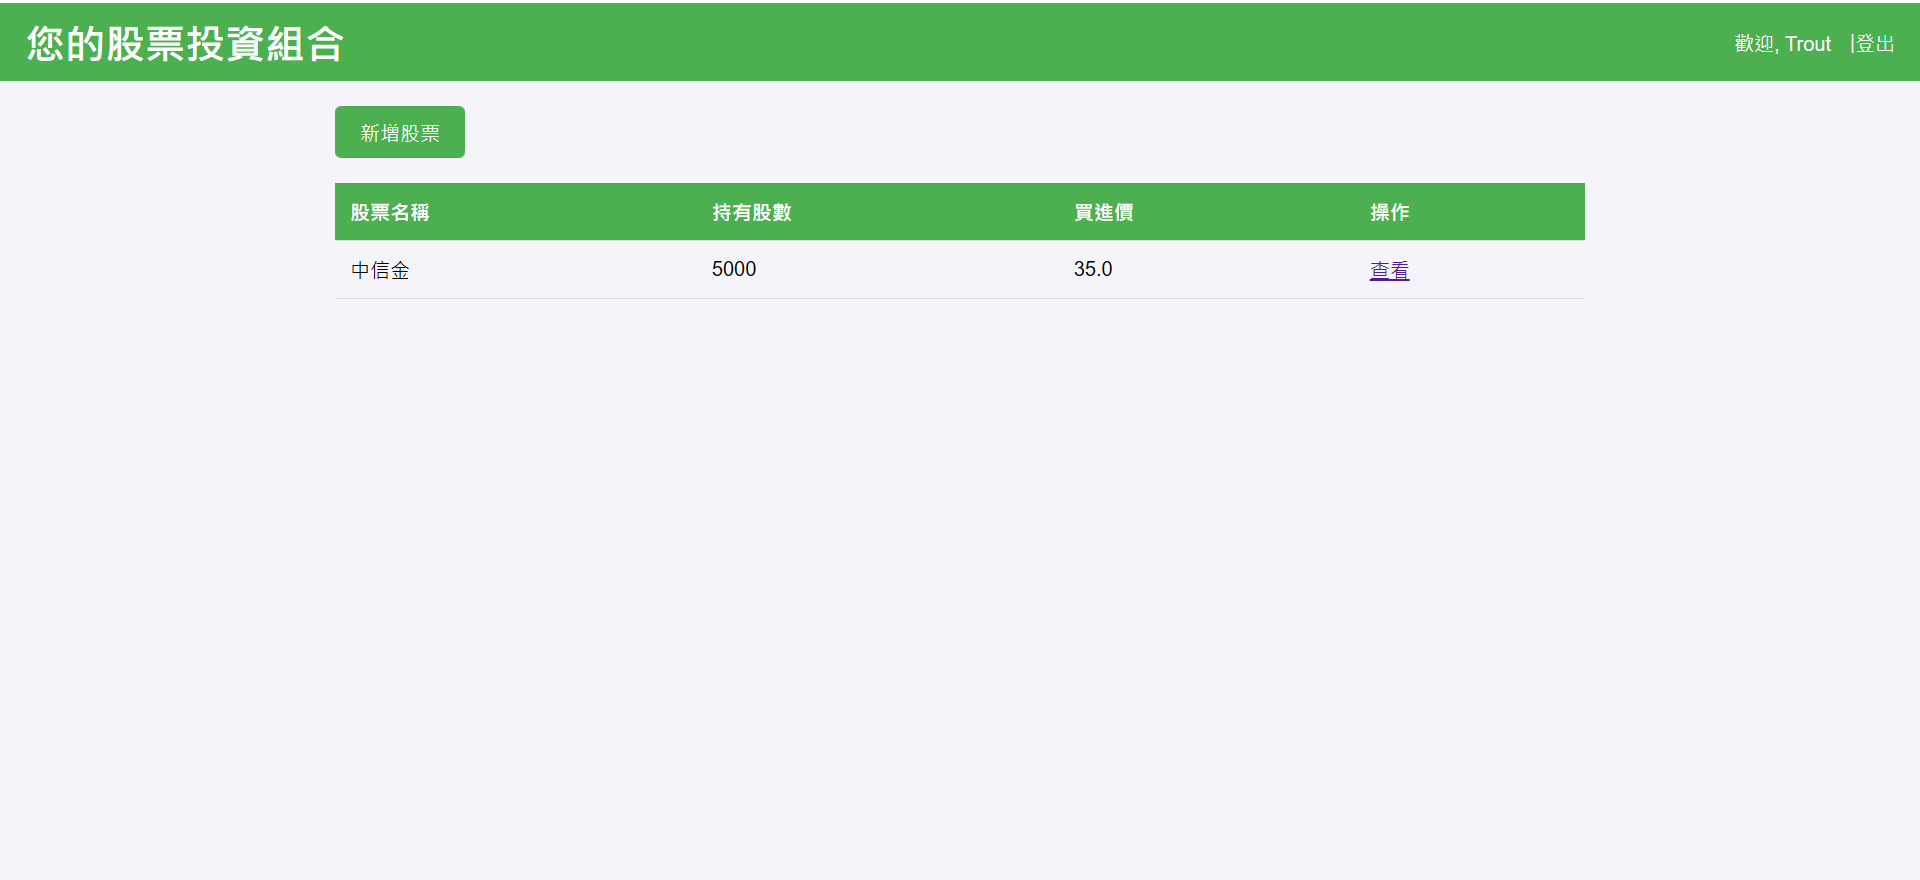 您的股票投資組合
歡迎, Trout |登出
新增股票
股票名稱 持有股數 買進價 操作
中信金 5000 35.0 查看